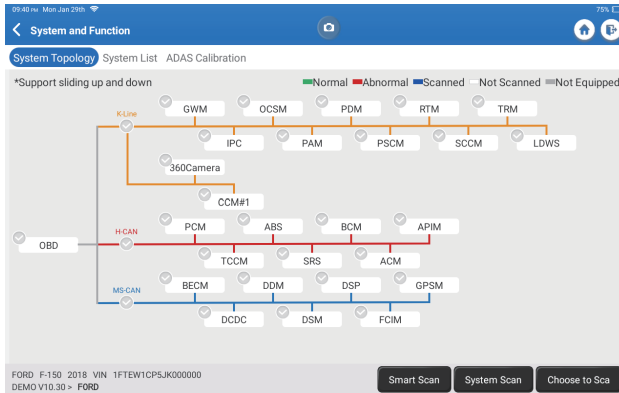 09:40 PM Mon Jan 29th 75%
System and Function
System Topology System List ADAS Calibration
*Support sliding up and down Normal Abnormal Scanned Not Scanned Not Equipped
K-Line GWM OCSM PDM RTM TRM
IPC PAM PSCM SCCM LDWS
360Camera
CCM#1
H-CAN PCM ABS BCM APIM
OBD
TCCM SRS ACM
MS-CAN BECM DDM DSP GPSM
DCDC DSM FCIM
FORD F-150 2018 VIN 1FTEW1CP5JK000000
DEMO V10.30 > FORD
Smart Scan System Scan Choose to Sca